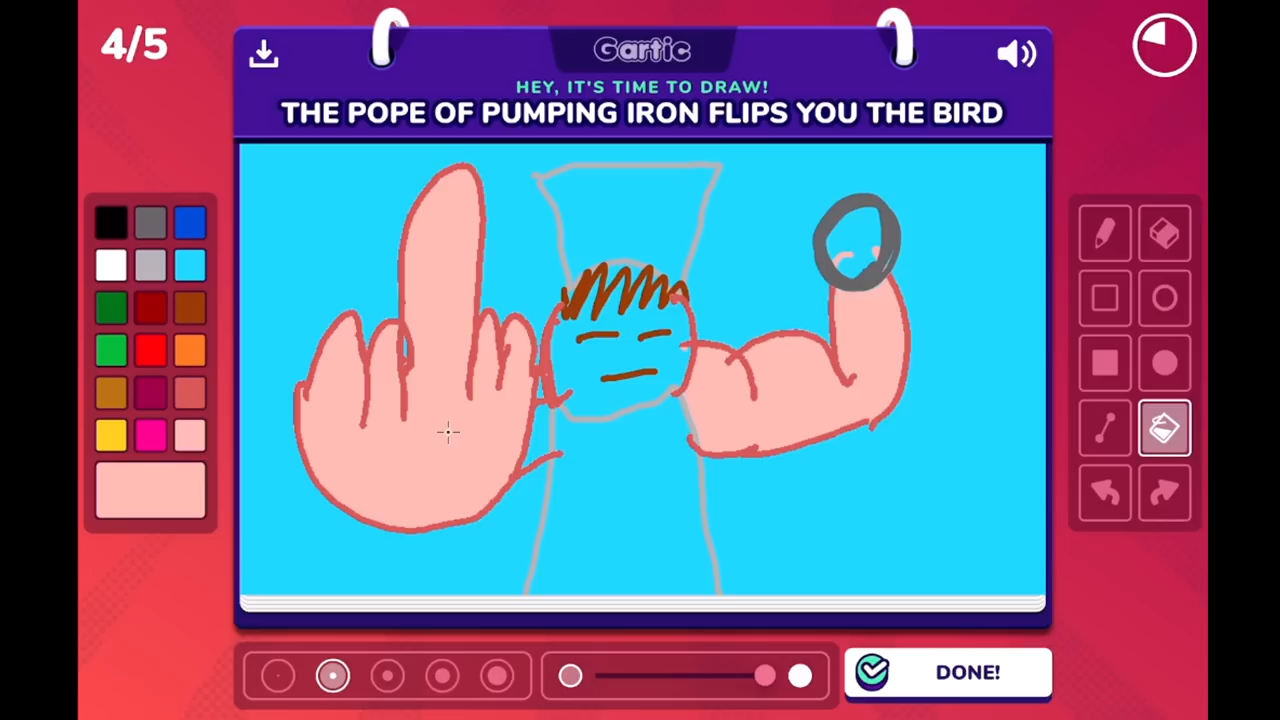 4/5
Gartic
HEY, IT'S TIME TO DRAW!
THE POPE OF PUMPING IRON FLIPS YOU THE BIRD
DONE!